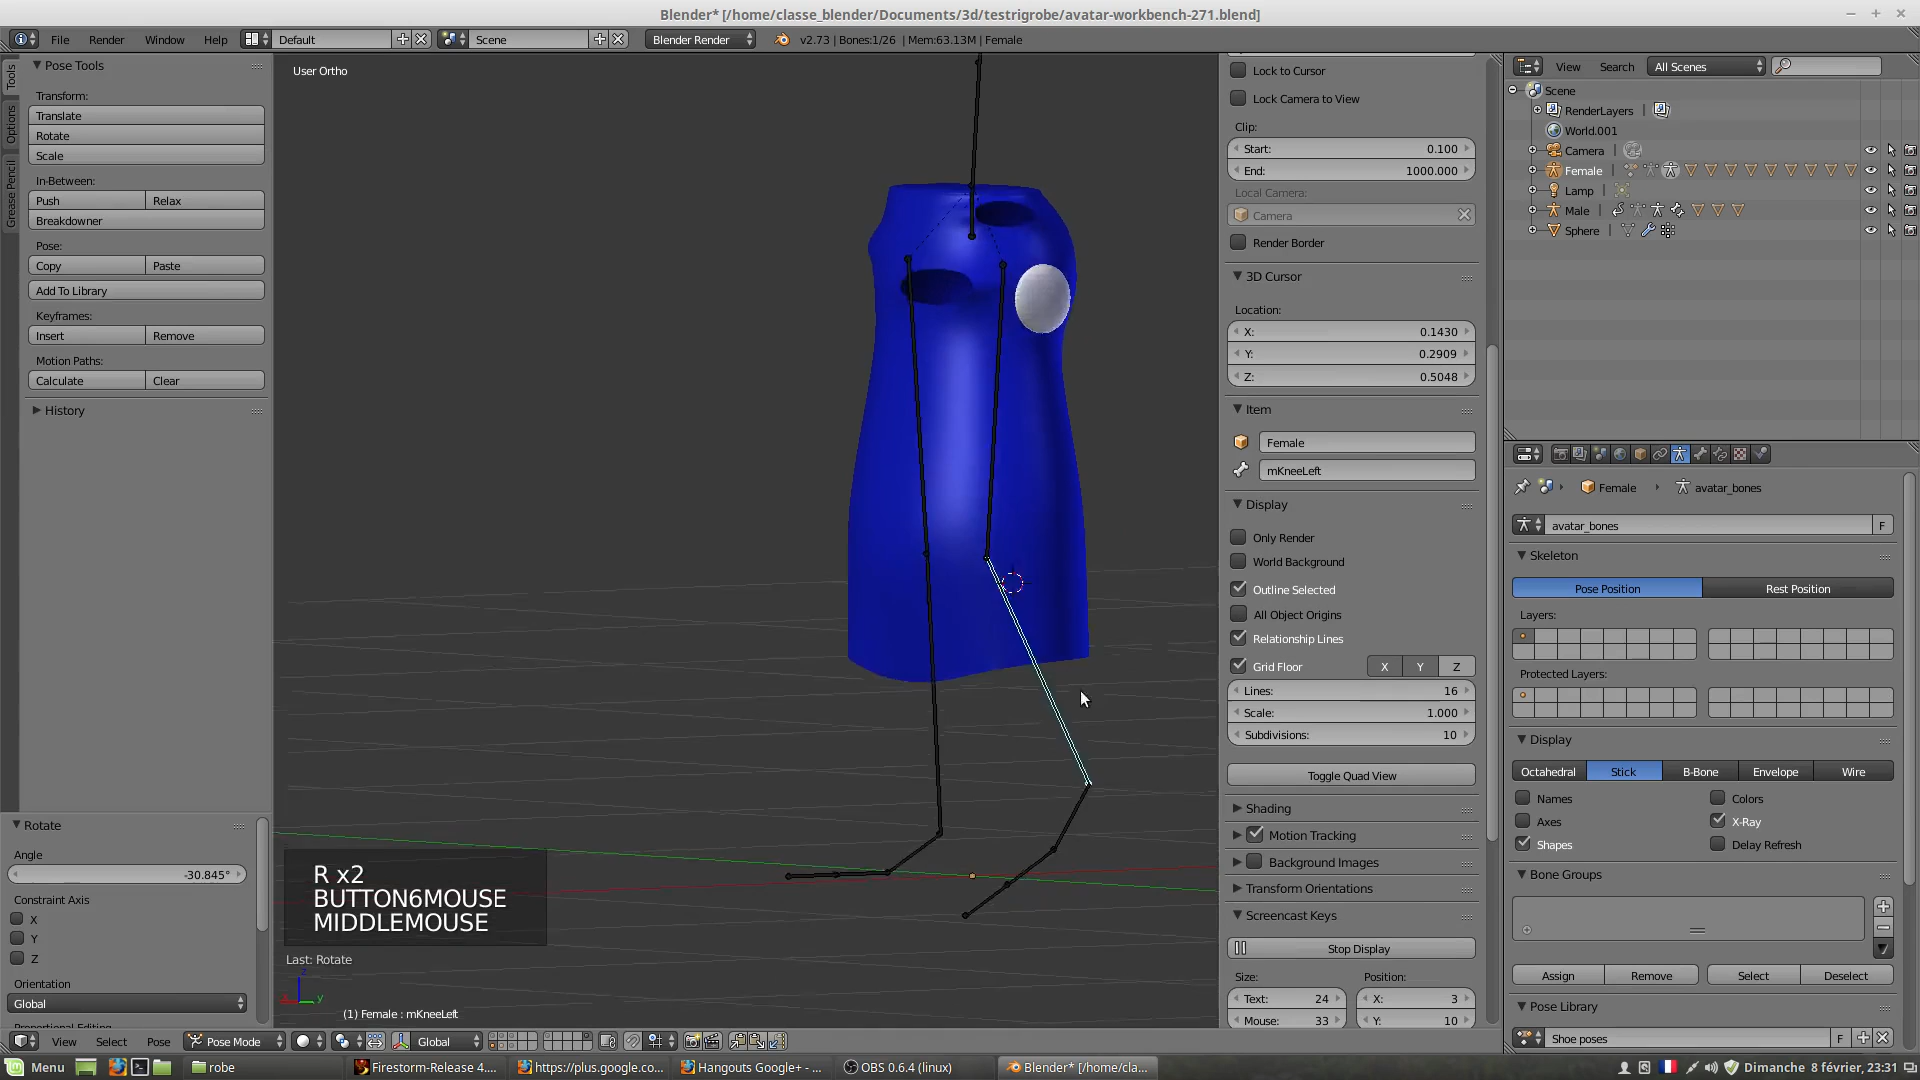 Blender* [/home/classe_blender/Documents/3d/testrigrobe/avatar-workbench-271.blend]
File Render Window Help Default Scene Blender Render v2.73 | Bones:1/26 | Mem:63.13M | Female
Tools
Options
Grease Pencil
Pose Tools
Transform:
Translate
Rotate
Scale
In-Between:
Push Relax
Breakdowner
Pose:
Copy Paste
Add To Library
Keyframes:
Insert Remove
Motion Paths:
Calculate Clear
History
Rotate
Angle
-30.845°
Constraint Axis
X
Y
Z
Orientation
Global
User Ortho
R x2
BUTTON6MOUSE
MIDDLEMOUSE
Last: Rotate
z
y
(1) Female : mKneeLeft
View Select Pose Pose Mode Global
Lock to Cursor
Lock Camera to View
Clip:
Start: 0.100
End: 1000.000
Local Camera:
Camera
Render Border
3D Cursor
Location:
X: 0.1430
Y: 0.2909
Z: 0.5048
Item
Female
mKneeLeft
Display
Only Render
World Background
Outline Selected
All Object Origins
Relationship Lines
Grid Floor X Y Z
Lines: 16
Scale: 1.000
Subdivisions: 10
Toggle Quad View
Shading
Motion Tracking
Background Images
Transform Orientations
Screencast Keys
Stop Display
Size: Position:
Text: 24 X: 3
Mouse: 33 Y: 10
View Search All Scenes
Scene
RenderLayers
World.001
Camera
Female
Lamp
Male
Sphere
Female avatar_bones
avatar_bones F
Skeleton
Pose Position Rest Position
Layers:
Protected Layers:
Display
Octahedral Stick B-Bone Envelope Wire
Names Colors
Axes X-Ray
Shapes Delay Refresh
Bone Groups
Assign Remove Select Deselect
Pose Library
Shoe poses F
Menu robe Firestorm-Release 4.... https://plus.google.co... Hangouts Google+ - ... OBS 0.6.4 (linux) Blender* [/home/cla... Dimanche 8 février, 23:31